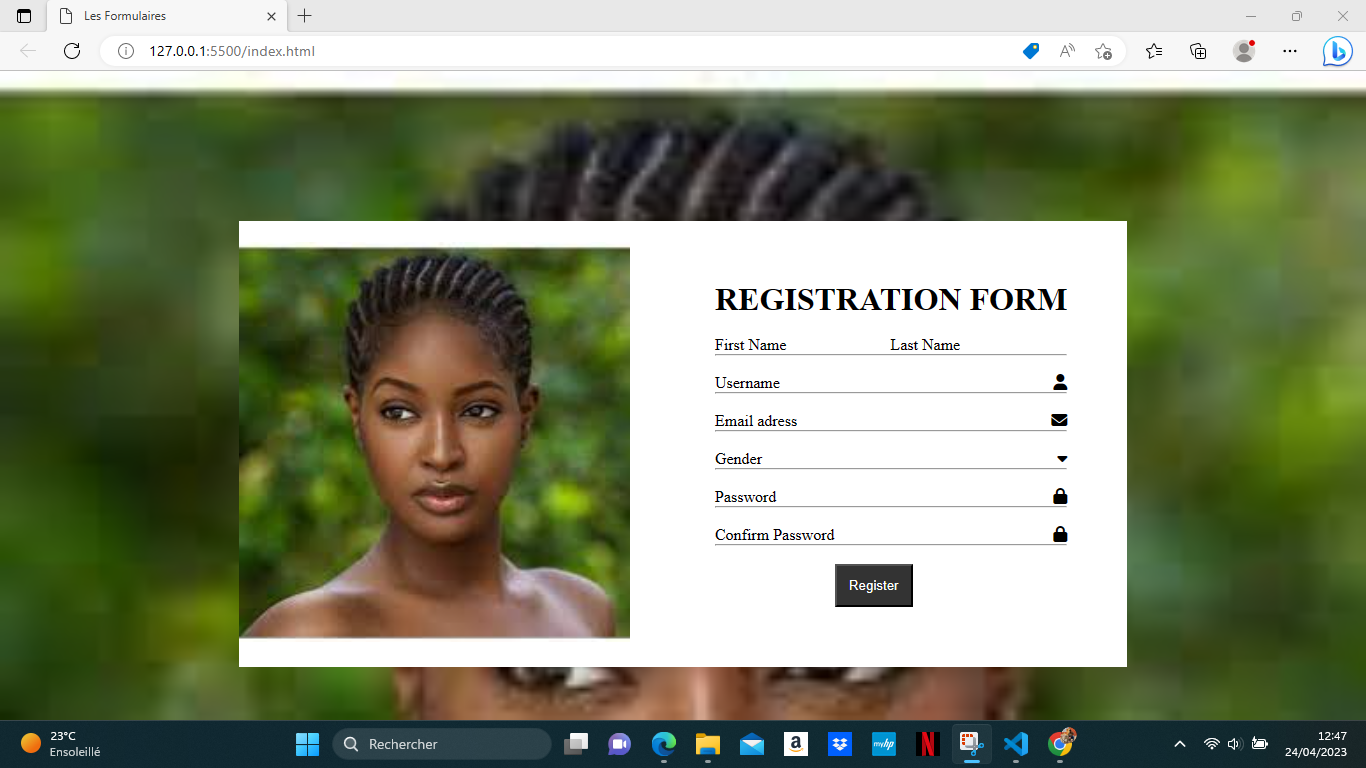 Les Formulaires
127.0.0.1:5500/index.html
REGISTRATION FORM
First Name Last Name
Username
Email adress
Gender
Password
Confirm Password
Register
23°C
Ensoleillé
Rechercher
a
myhp
N
12:47
24/04/2023